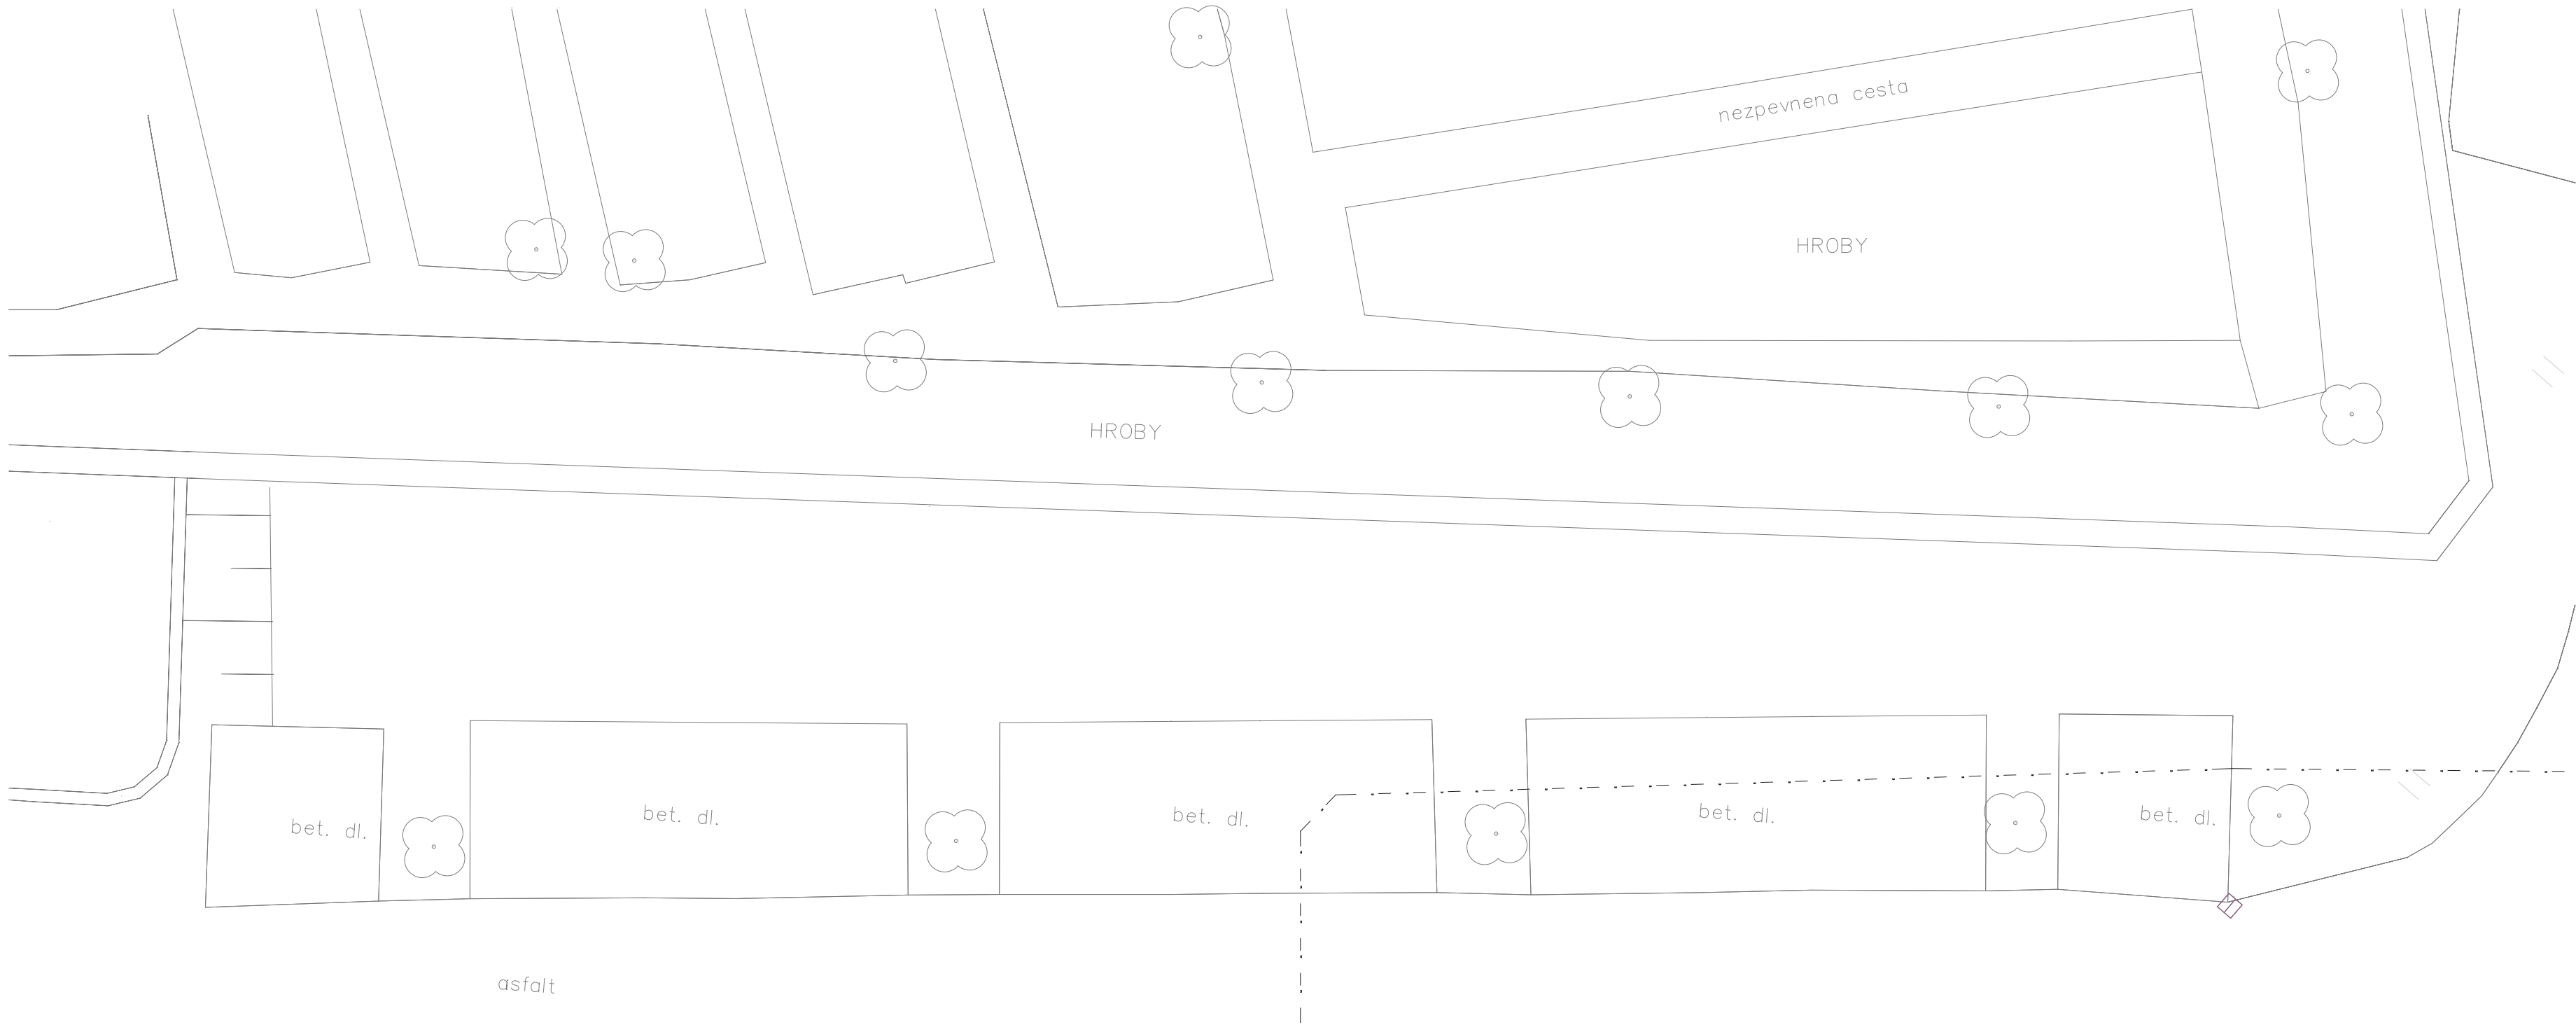 nezpevnena cesta
HROBY
HROBY
bet. dl.
bet. dl.
bet. dl.
bet. dl.
bet. dl.
asfalt